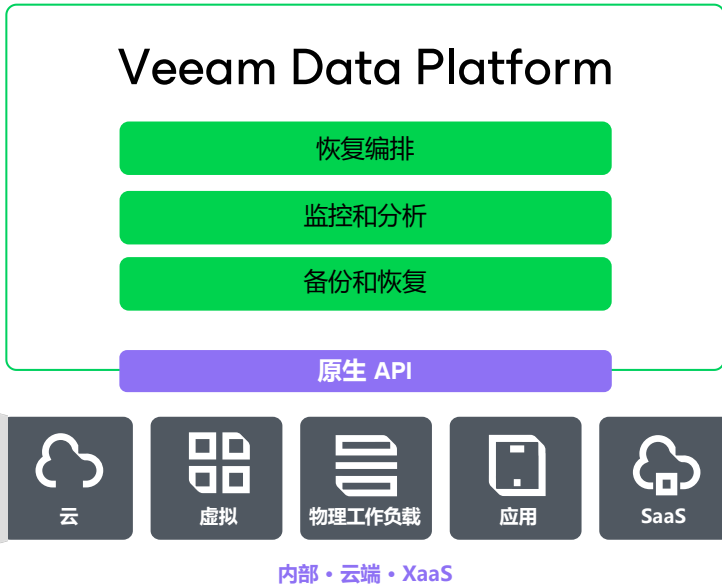 Veeam Data Platform
恢复编排
监控和分析
备份和恢复
原生 API
云
虚拟
物理工作负载
应用
SaaS
内部・云端・XaaS